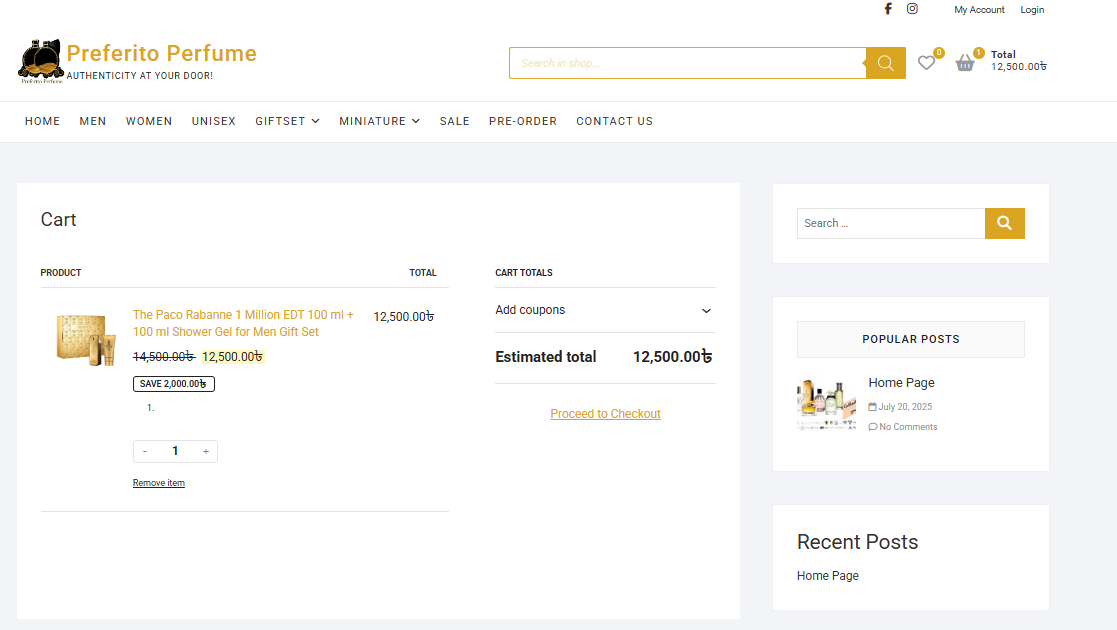 My Account Login
Preferito Perfume
AUTHENTICITY AT YOUR DOOR!
Preferito Perfume
Search in shop...
0
1
Total
12,500.00৳
HOME MEN WOMEN UNISEX GIFTSET MINIATURE SALE PRE-ORDER CONTACT US
Cart
PRODUCT TOTAL
The Paco Rabanne 1 Million EDT 100 ml + 
100 ml Shower Gel for Men Gift Set
12,500.00৳
14,500.00৳ 12,500.00৳
SAVE 2,000.00৳
1.
- 1 +
Remove item
CART TOTALS
Add coupons
Estimated total 12,500.00৳
Proceed to Checkout
Search …
POPULAR POSTS
Home Page
July 20, 2025
No Comments
Recent Posts
Home Page